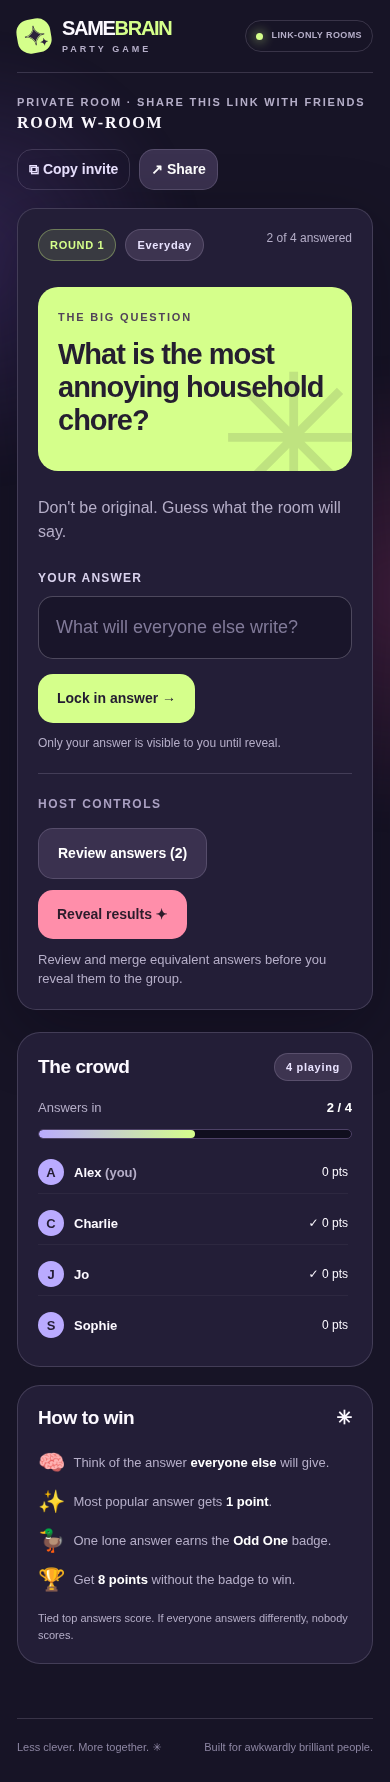 SAMEBRAIN
PARTY GAME
LINK-ONLY ROOMS
PRIVATE ROOM · SHARE THIS LINK WITH FRIENDS
ROOM W-ROOM
⧉ Copy invite
↗ Share
ROUND 1
Everyday
2 of 4 answered
THE BIG QUESTION
What is the most
annoying household
chore?
Don't be original. Guess what the room will
say.
YOUR ANSWER
What will everyone else write?
Lock in answer →
Only your answer is visible to you until reveal.
HOST CONTROLS
Review answers (2)
Reveal results ✦
Review and merge equivalent answers before you
reveal them to the group.
The crowd
4 playing
Answers in 2 / 4
A Alex (you) 0 pts
C Charlie ✓ 0 pts
J Jo ✓ 0 pts
S Sophie 0 pts
How to win ✳
🧠 Think of the answer everyone else will give.
✨ Most popular answer gets 1 point.
🦆 One lone answer earns the Odd One badge.
🏆 Get 8 points without the badge to win.
Tied top answers score. If everyone answers differently, nobody
scores.
Less clever. More together. ✳
Built for awkwardly brilliant people.